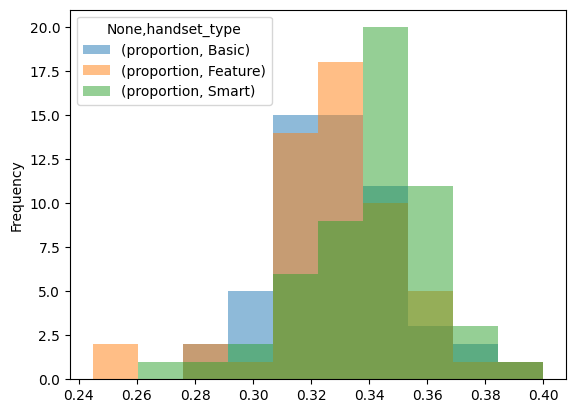 None,handset_type
(proportion, Basic)
(proportion, Feature)
(proportion, Smart)
Frequency
20.0
17.5
15.0
12.5
10.0
7.5
5.0
2.5
0.0
0.24 0.26 0.28 0.30 0.32 0.34 0.36 0.38 0.40